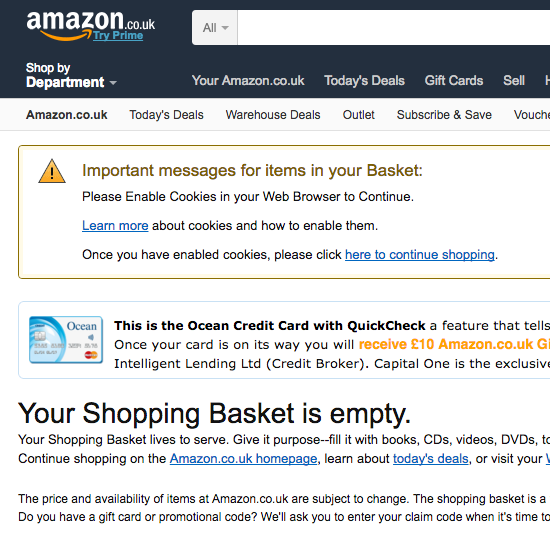 amazon.co.uk
Try Prime
All
Shop by
Department
Your Amazon.co.uk Today's Deals Gift Cards Sell H
Amazon.co.uk Today's Deals Warehouse Deals Outlet Subscribe & Save Vouche
Important messages for items in your Basket:
Please Enable Cookies in your Web Browser to Continue.
Learn more about cookies and how to enable them.
Once you have enabled cookies, please click here to continue shopping.
Ocean
This is the Ocean Credit Card with QuickCheck a feature that tells
Once your card is on its way you will receive £10 Amazon.co.uk Gi
Intelligent Lending Ltd (Credit Broker). Capital One is the exclusive
Your Shopping Basket is empty.
Your Shopping Basket lives to serve. Give it purpose--fill it with books, CDs, videos, DVDs, to
Continue shopping on the Amazon.co.uk homepage, learn about today's deals, or visit your W
The price and availability of items at Amazon.co.uk are subject to change. The shopping basket is a
Do you have a gift card or promotional code? We'll ask you to enter your claim code when it's time to